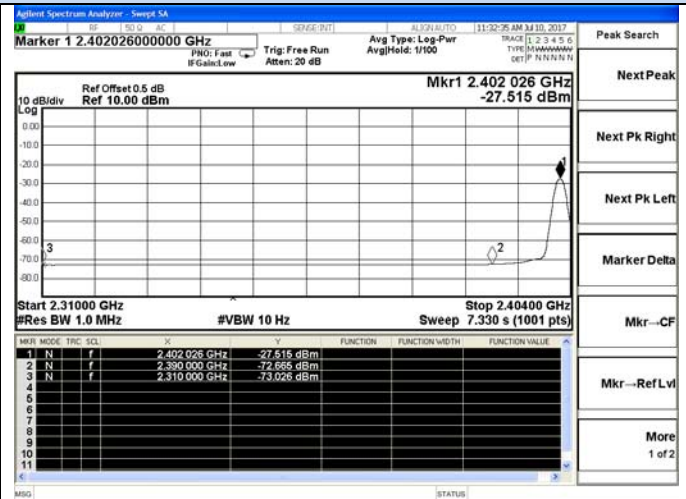 Agilent Spectrum Analyzer - Swept SA
RF 50 Ω AC SENSE:INT ALIGN AUTO 11:32:35 AM Jul 10, 2017
Marker 1 2.402026000000 GHz
PNO: Fast
IFGain:Low
Trig: Free Run
Atten: 20 dB
Avg Type: Log-Pwr
Avg|Hold: 1/100
TRACE 1 2 3 4 5 6
TYPE
DET P N N N N N
Ref Offset 0.5 dB
10 dB/div Ref 10.00 dBm
Log
Mkr1 2.402 026 GHz
-27.515 dBm
0.00
-10.0
-20.0
-30.0
-40.0
-50.0
-60.0
-70.0
-80.0
1
2
3
Start 2.31000 GHz Stop 2.40400 GHz
#Res BW 1.0 MHz #VBW 10 Hz Sweep 7.330 s (1001 pts)
MKR MODE TRC SCL X Y FUNCTION FUNCTION WIDTH FUNCTION VALUE
1 N f 2.402 026 GHz -27.515 dBm
2 N f 2.390 000 GHz -72.665 dBm
3 N f 2.310 000 GHz -73.026 dBm
4
5
6
7
8
9
10
11
MSG STATUS
Peak Search
Next Peak
Next Pk Right
Next Pk Left
Marker Delta
Mkr→CF
Mkr→Ref Lvl
More
1 of 2